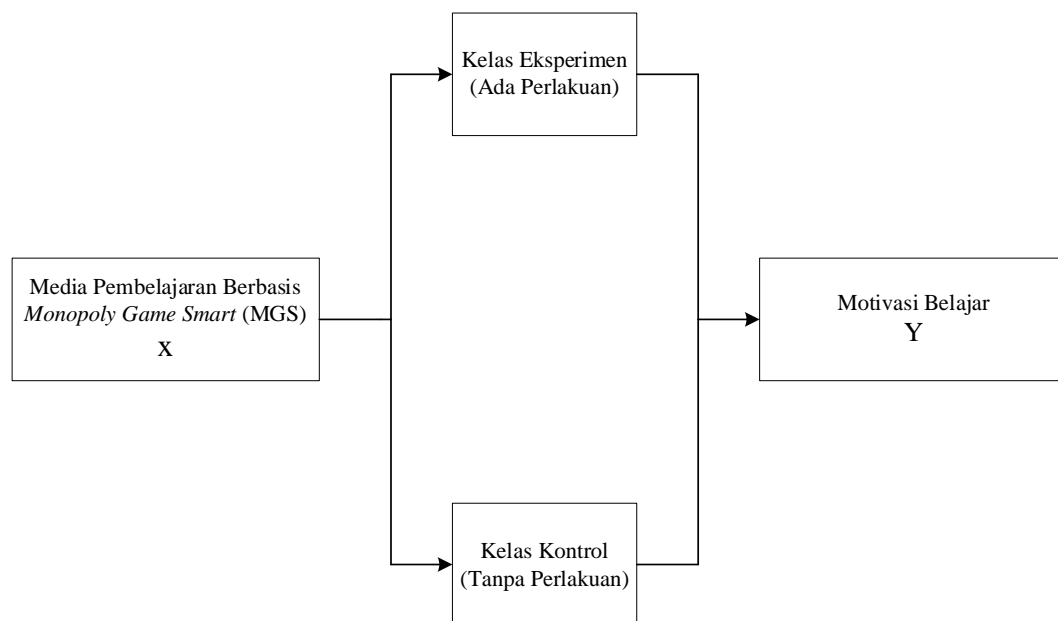 Kelas Eksperimen
(Ada Perlakuan)
Media Pembelajaran Berbasis
Monopoly Game Smart (MGS)
x
Motivasi Belajar
Y
Kelas Kontrol
(Tanpa Perlakuan)